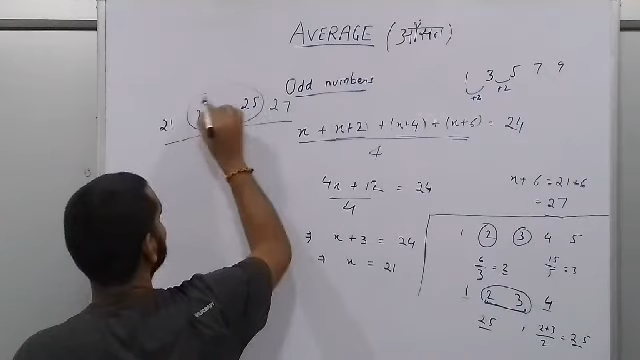 AVERAGE
Odd numbers
1 3 5 7 9
+2 +2
21 25 27
x + x+2 + (x+4) + (x+6) = 24
4
4x + 12 = 24
4
⇒ x + 3 = 24
⇒ x = 21
x + 6 = 21+6
= 27
1 2 3 4 5
6/3 = 2 15/5 = 3
1 2 3 4
2.5 , 2+3/2 = 2.5